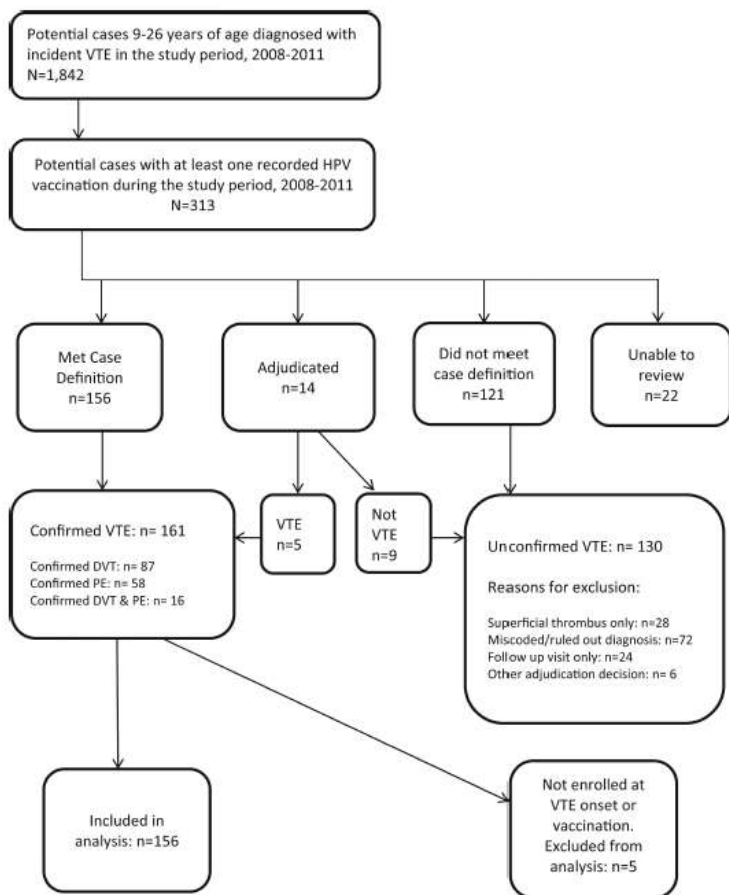 Potential cases 9-26 years of age diagnosed with
incident VTE in the study period, 2008-2011
N=1,842
Potential cases with at least one recorded HPV
vaccination during the study period, 2008-2011
N=313
Met Case
Definition
n=156
Adjudicated
n=14
Did not meet
case definition
n=121
Unable to
review
n=22
Confirmed VTE: n= 161
Confirmed DVT: n= 87
Confirmed PE: n= 58
Confirmed DVT & PE: n= 16
VTE
n=5
Not
VTE
n=9
Unconfirmed VTE: n= 130
Reasons for exclusion:
Superficial thrombus only: n=28
Miscoded/ruled out diagnosis: n=72
Follow up visit only: n=24
Other adjudication decision: n= 6
Included in
analysis: n=156
Not enrolled at
VTE onset or
vaccination.
Excluded from
analysis: n=5